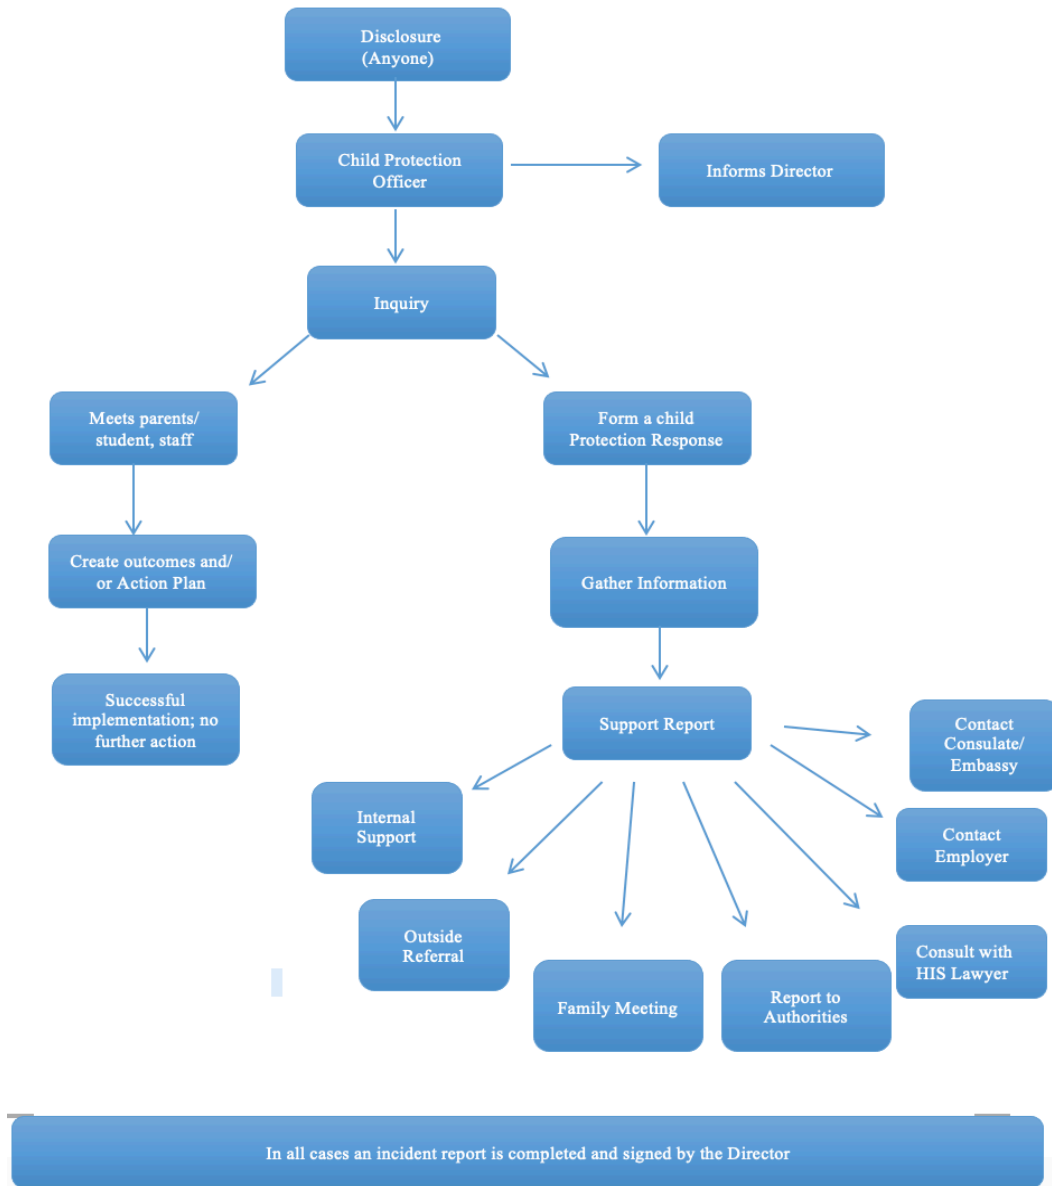 Disclosure
(Anyone)
Child Protection
Officer
Informs Director
Inquiry
Meets parents/
student, staff
Form a child
Protection Response
Create outcomes and/
or Action Plan
Gather Information
Successful
implementation; no
further action
Support Report
Contact
Consulate/
Embassy
Internal
Support
Contact
Employer
Outside
Referral
Consult with
HIS Lawyer
Family Meeting
Report to
Authorities
In all cases an incident report is completed and signed by the Director